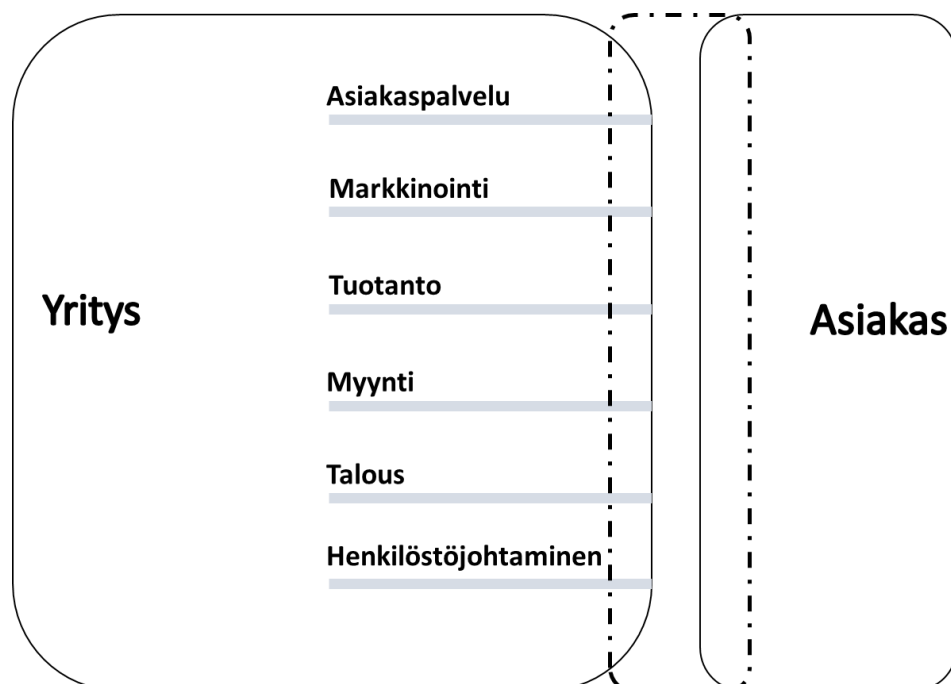 Asiakaspalvelu
Markkinointi
Tuotanto
Yritys
Asiakas
Myynti
Talous
Henkilöstöjohtaminen